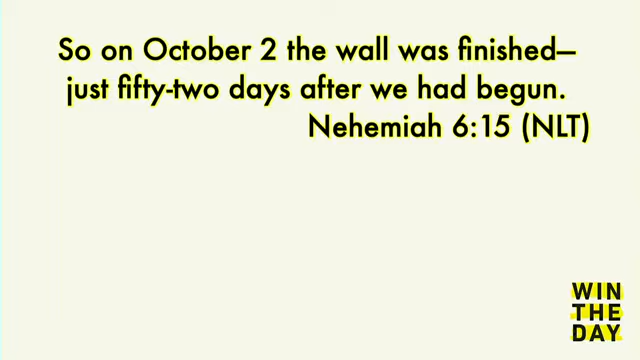 So on October 2 the wall was finished—
just fifty-two days after we had begun.
Nehemiah 6:15 (NLT)
WIN
THE
DAY